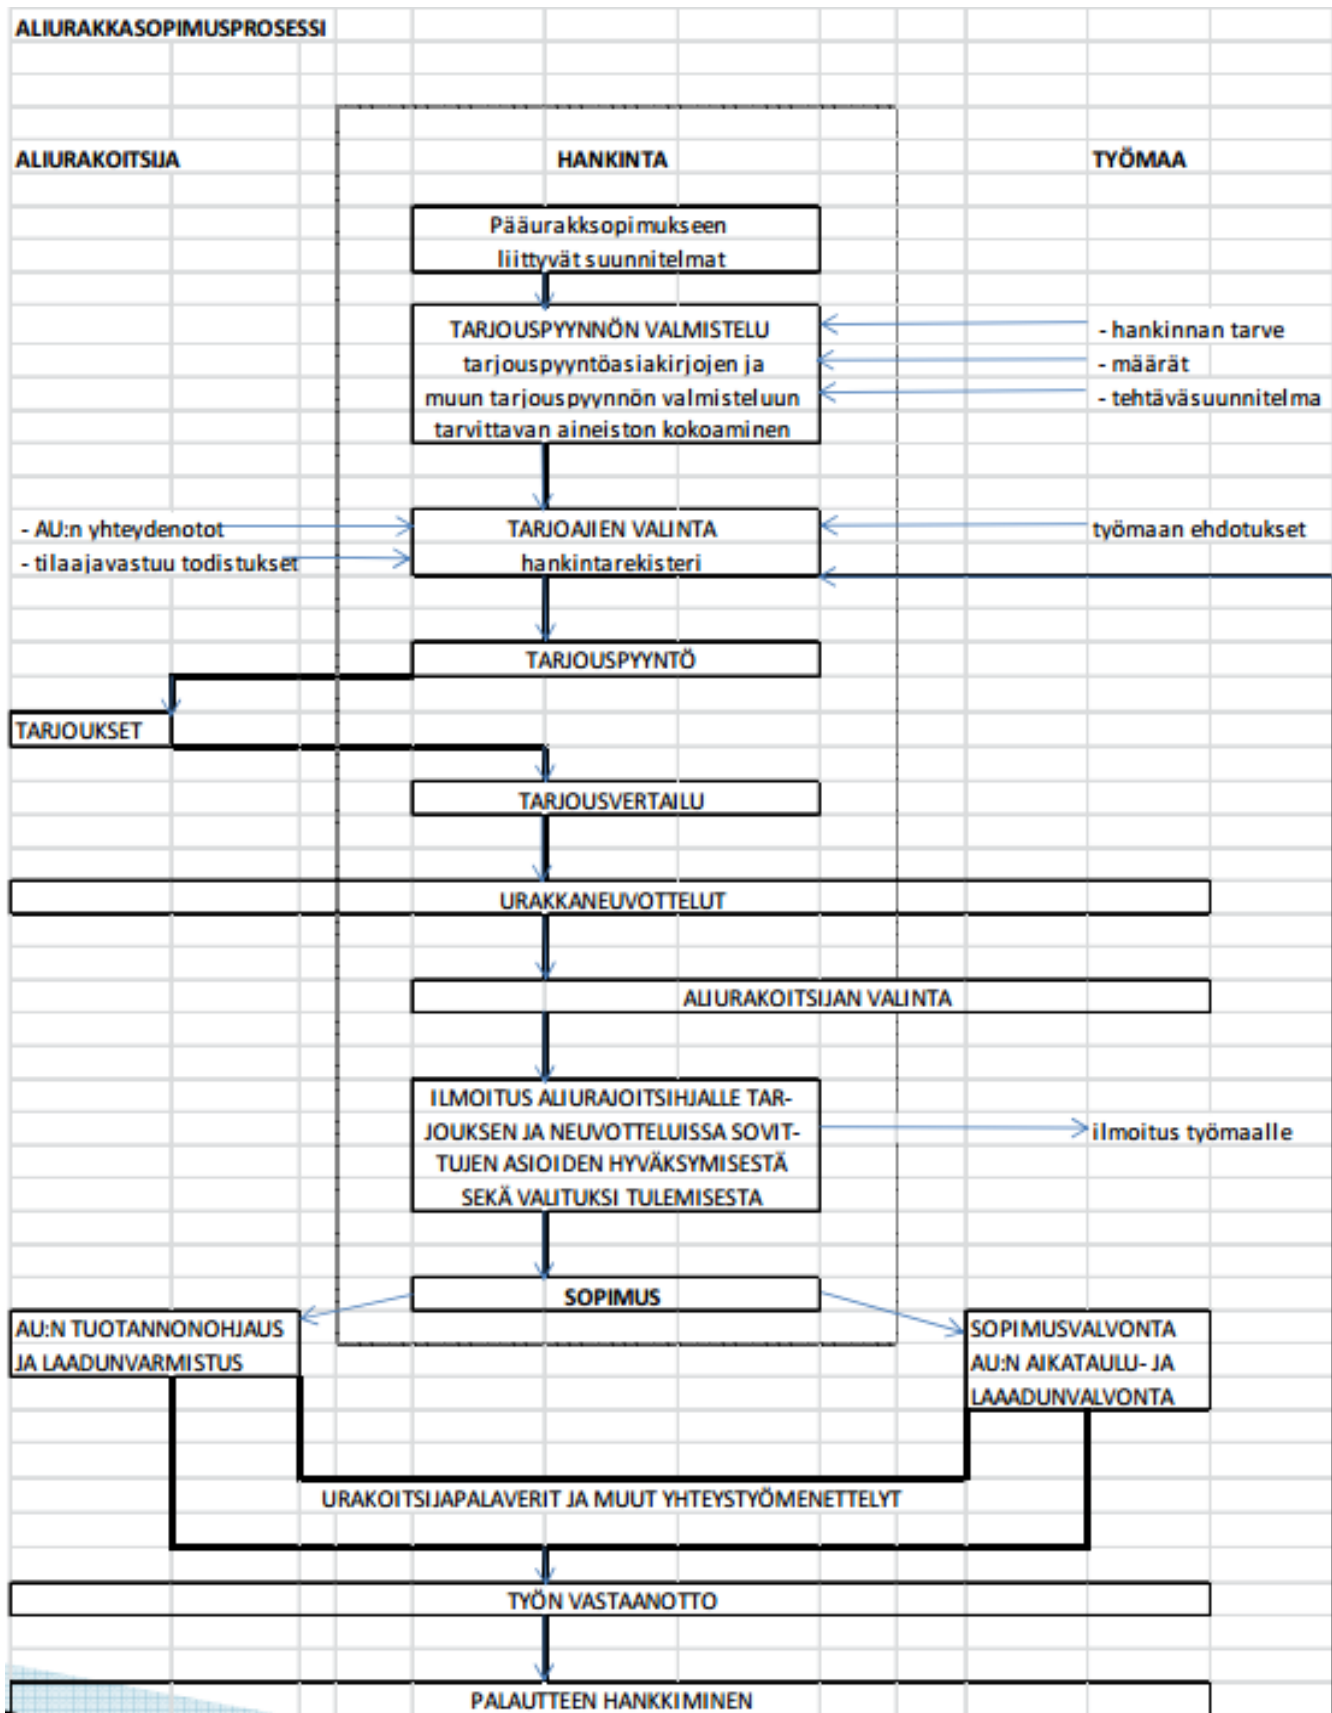 ALIURAKKASOPIMUSPROSESSI
ALIURAKOITSIJA
HANKINTA
TYÖMAA
Pääurakksopimukseen
liittyvät suunnitelmat
TARJOUSPYYNNÖN VALMISTELU
tarjouspyyntöasiakirjojen ja
muun tarjouspyynnön valmisteluun
tarvittavan aineiston kokoaminen
- hankinnan tarve
- määrät
- tehtäväsuunnitelma
- AU:n yhteydenotot
- tilaajavastuu todistukset
TARJOAJIEN VALINTA
hankintarekisteri
työmaan ehdotukset
TARJOUSPYYNTÖ
TARJOUKSET
TARJOUSVERTAILU
URAKKANEUVOTTELUT
ALIURAKOITSIJAN VALINTA
ILMOITUS ALIURAJOITSIHJALLE TAR-
JOUKSEN JA NEUVOTTELUISSA SOVIT-
TUJEN ASIOIDEN HYVÄKSYMISESTÄ
SEKÄ VALITUKSI TULEMISESTA
ilmoitus työmaalle
SOPIMUS
AU:N TUOTANNONOHJAUS
JA LAADUNVARMISTUS
SOPIMUSVALVONTA
AU:N AIKATAULU- JA
LAAADUNVALVONTA
URAKOITSIJAPALAVERIT JA MUUT YHTEYSTYÖMENETTELYT
TYÖN VASTAANOTTO
PALAUTTEEN HANKKIMINEN